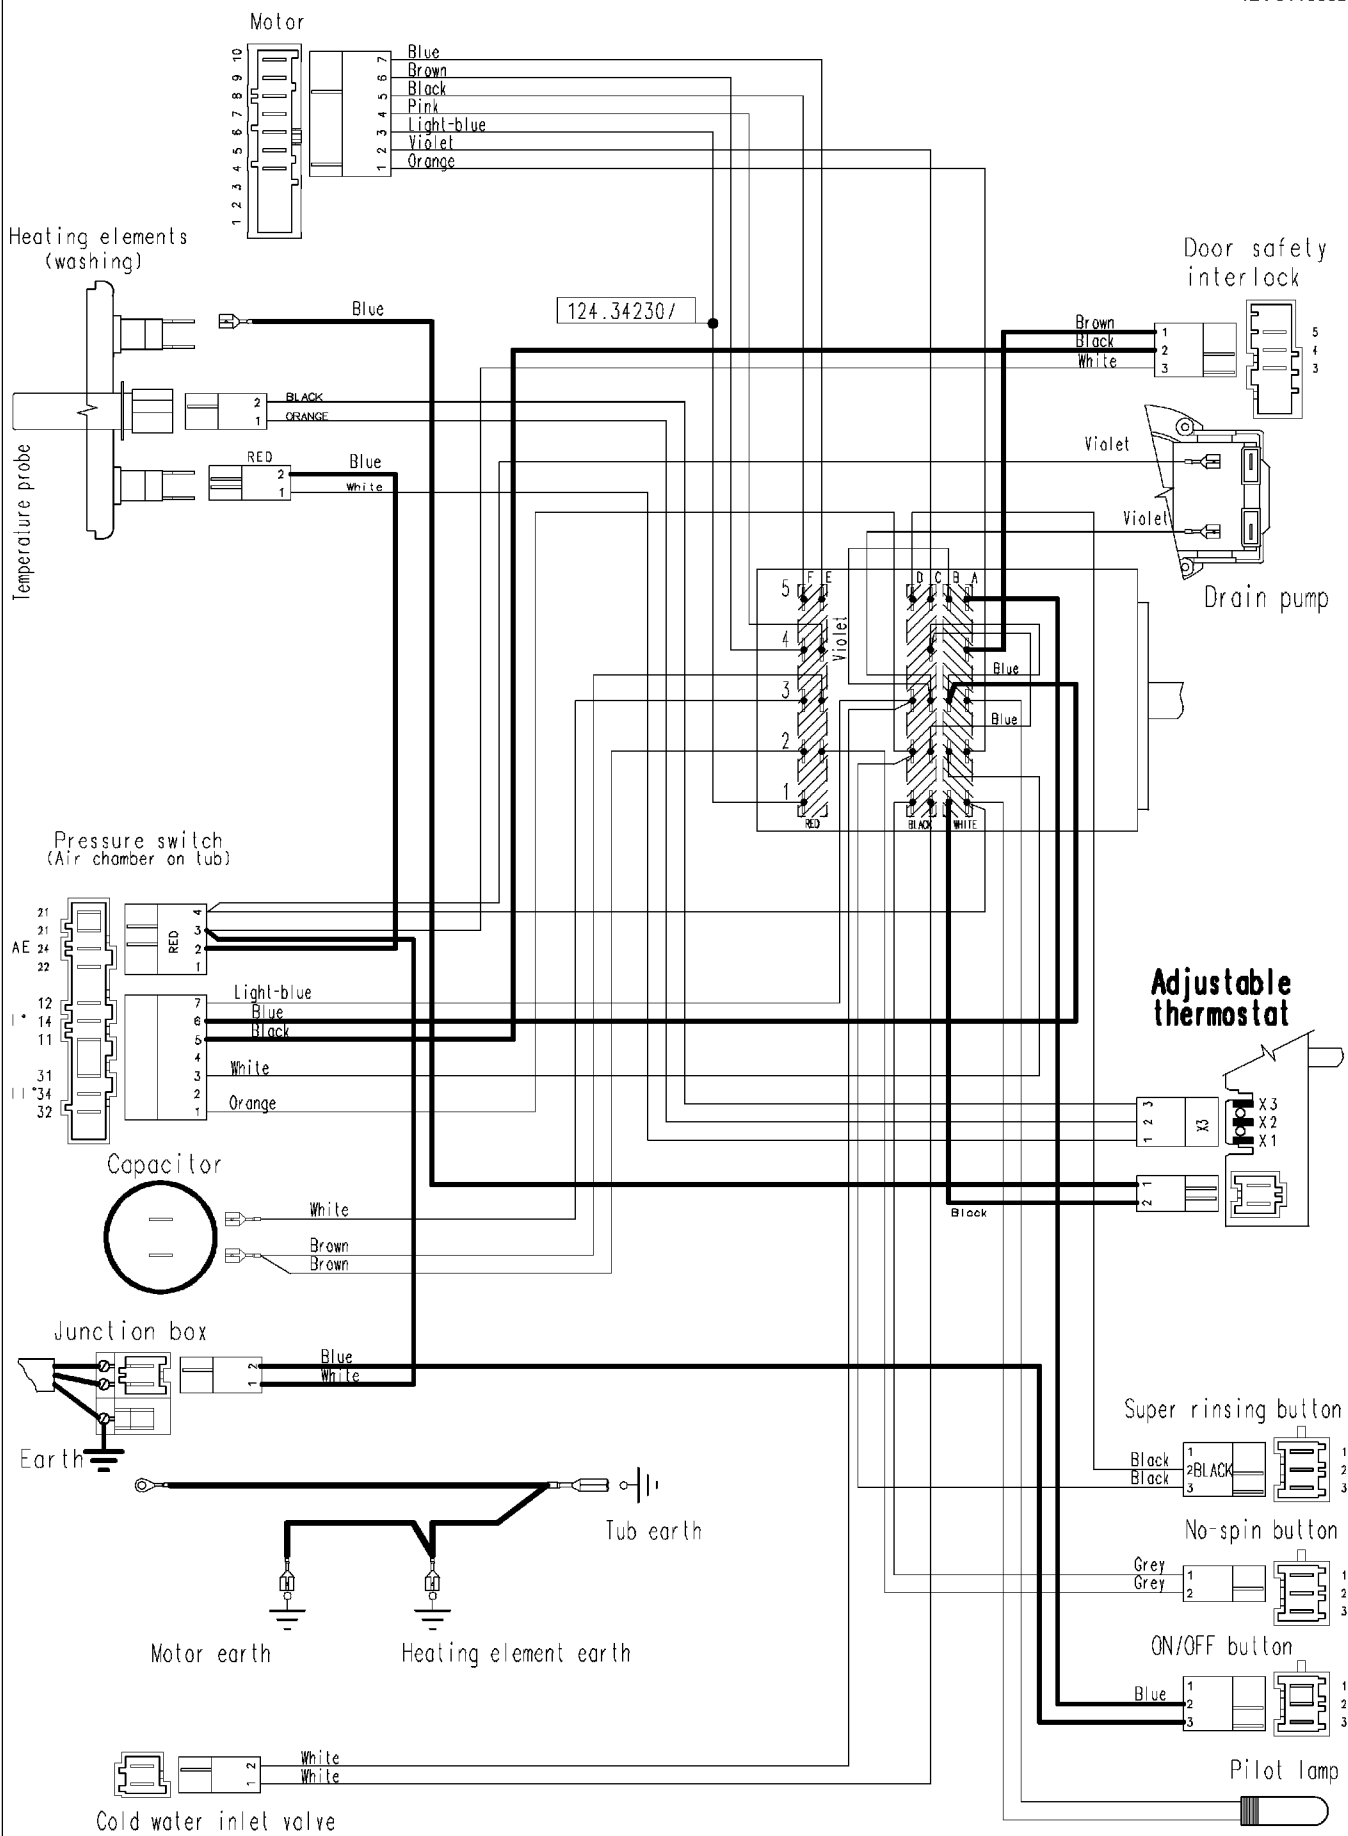 Motor
10
9
8
7
6
5
4
3
2
1
7
6
5
4
3
2
1
Blue
Brown
Black
Pink
Light-blue
Violet
Orange
Heating elements
(washing)
Blue
124.34230/
Door safety
interlock
Brown
Black
White
1
2
3
5
4
3
2
1
BLACK
ORANGE
Temperature probe
RED
2
1
Blue
White
Violet
Violet
Drain pump
F E
D C B A
5
4
3
2
1
Violet
Blue
Blue
RED
BLACK
WHITE
Pressure switch
(Air chamber on tub)
21
21
AE 24
22
12
I° 14
11
31
II° 34
32
RED
4
3
2
1
7
6
5
4
3
2
1
Light-blue
Blue
Black
White
Orange
Adjustable
thermostat
3
2
1
X3
X3
X2
X1
1
2
Black
Capacitor
White
Brown
Brown
Junction box
2
1
Blue
White
Earth
Tub earth
Motor earth
Heating element earth
Super rinsing button
Black
Black
1
2
3
BLACK
1
2
3
No-spin button
Grey
Grey
1
2
1
2
3
ON/OFF button
Blue
1
2
3
1
2
3
Pilot lamp
2
1
White
White
Cold water inlet valve